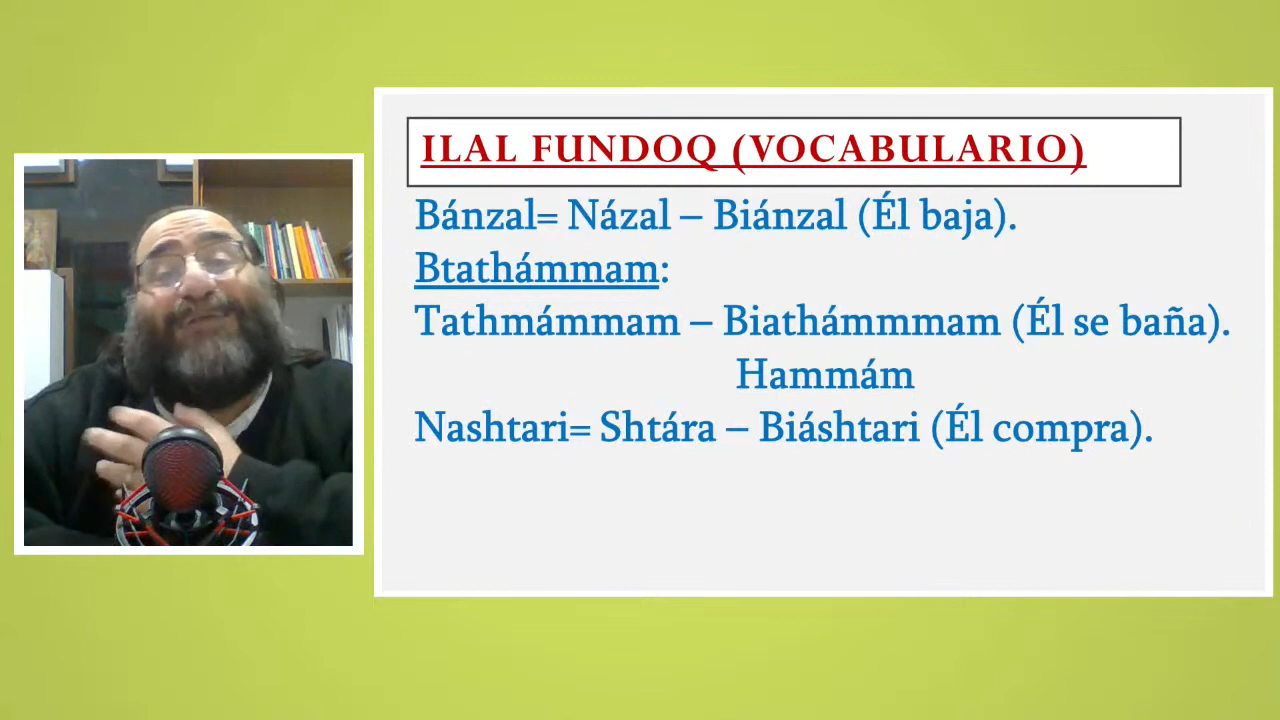 ILAL FUNDOQ (VOCABULARIO)
Bánzal= Názal – Biánzal (Él baja).
Btathámmam:
Tathmámmam – Biathámmmam (Él se baña).
Hammám
Nashtari= Shtára – Biáshtari (Él compra).